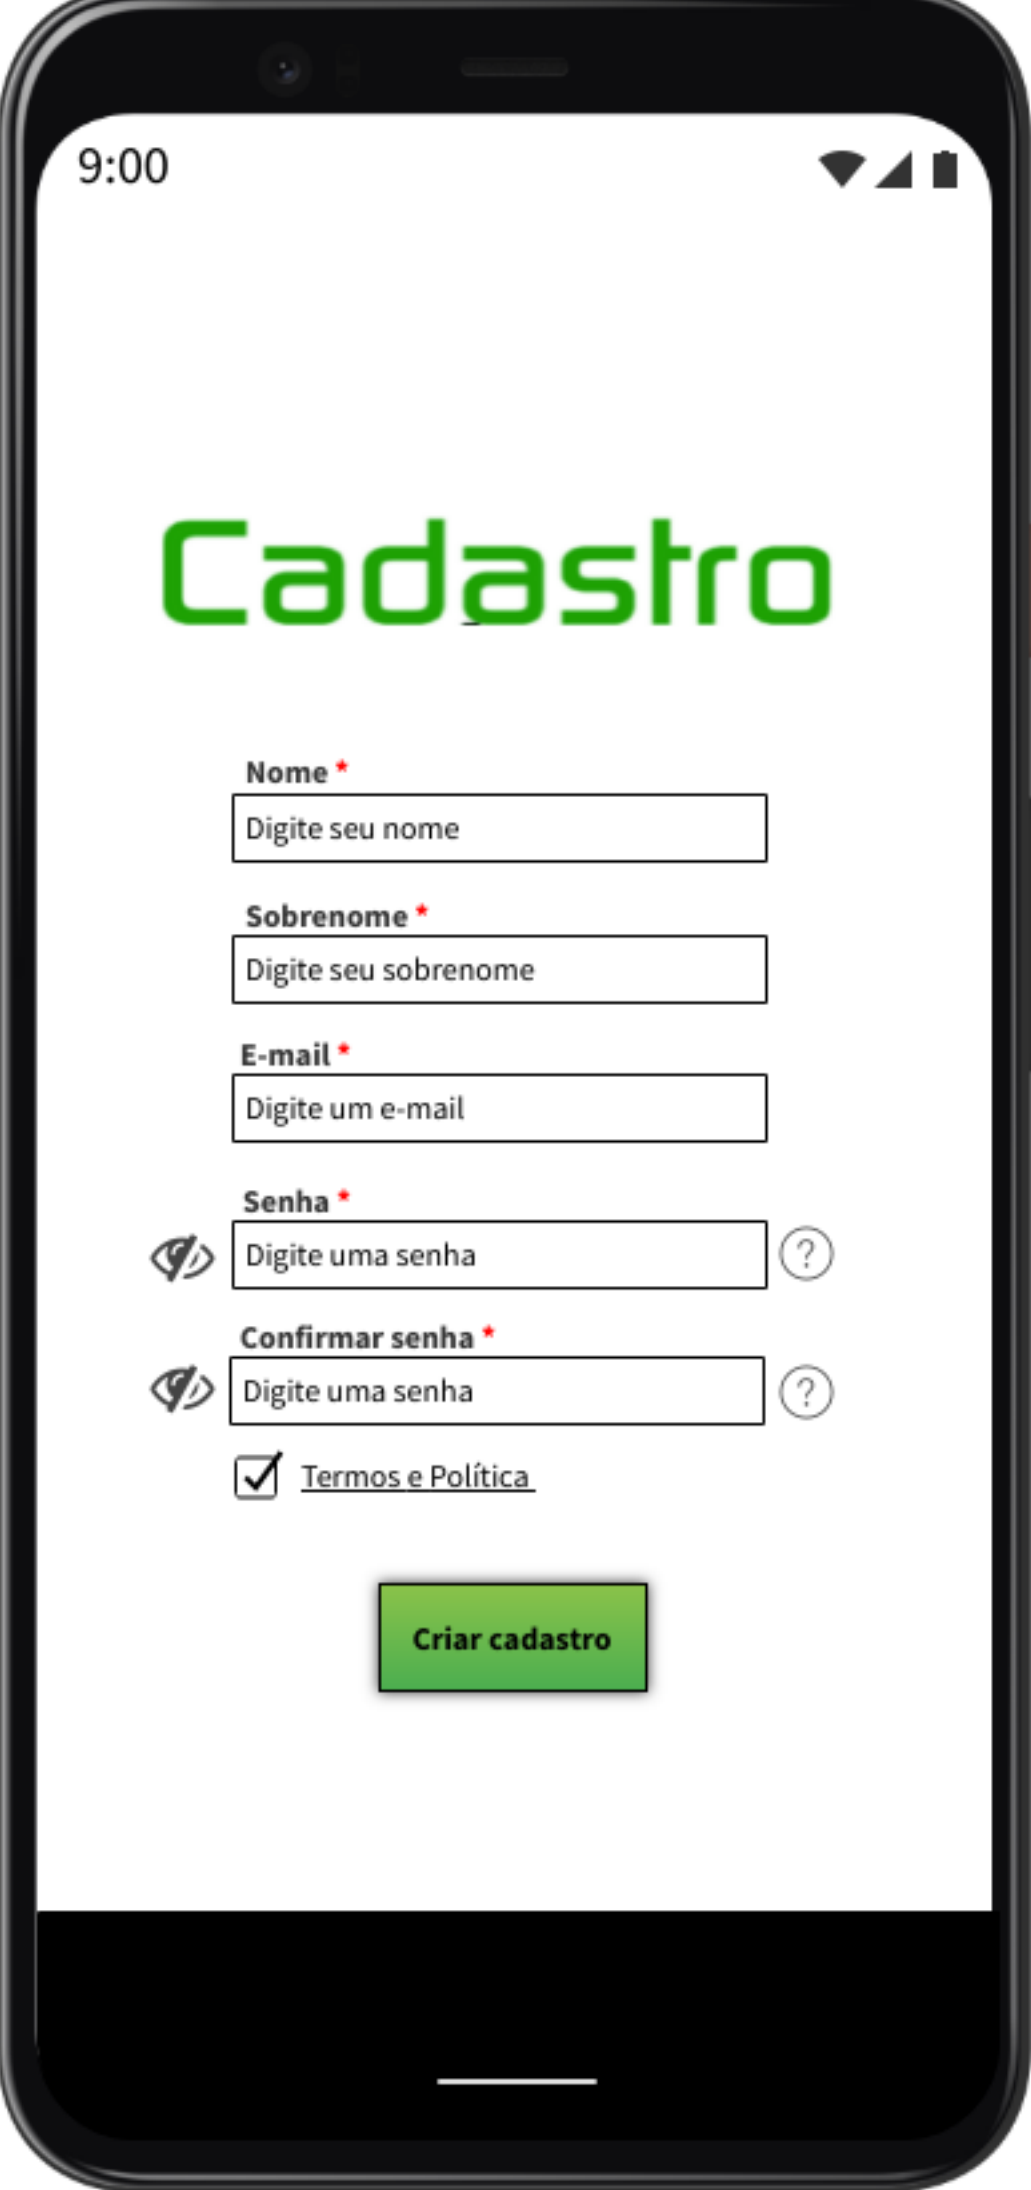 9:00
Cadastro
Nome *
Digite seu nome
Sobrenome *
Digite seu sobrenome
E-mail *
Digite um e-mail
Senha *
Digite uma senha
?
Confirmar senha *
Digite uma senha
?
Termos e Política
Criar cadastro